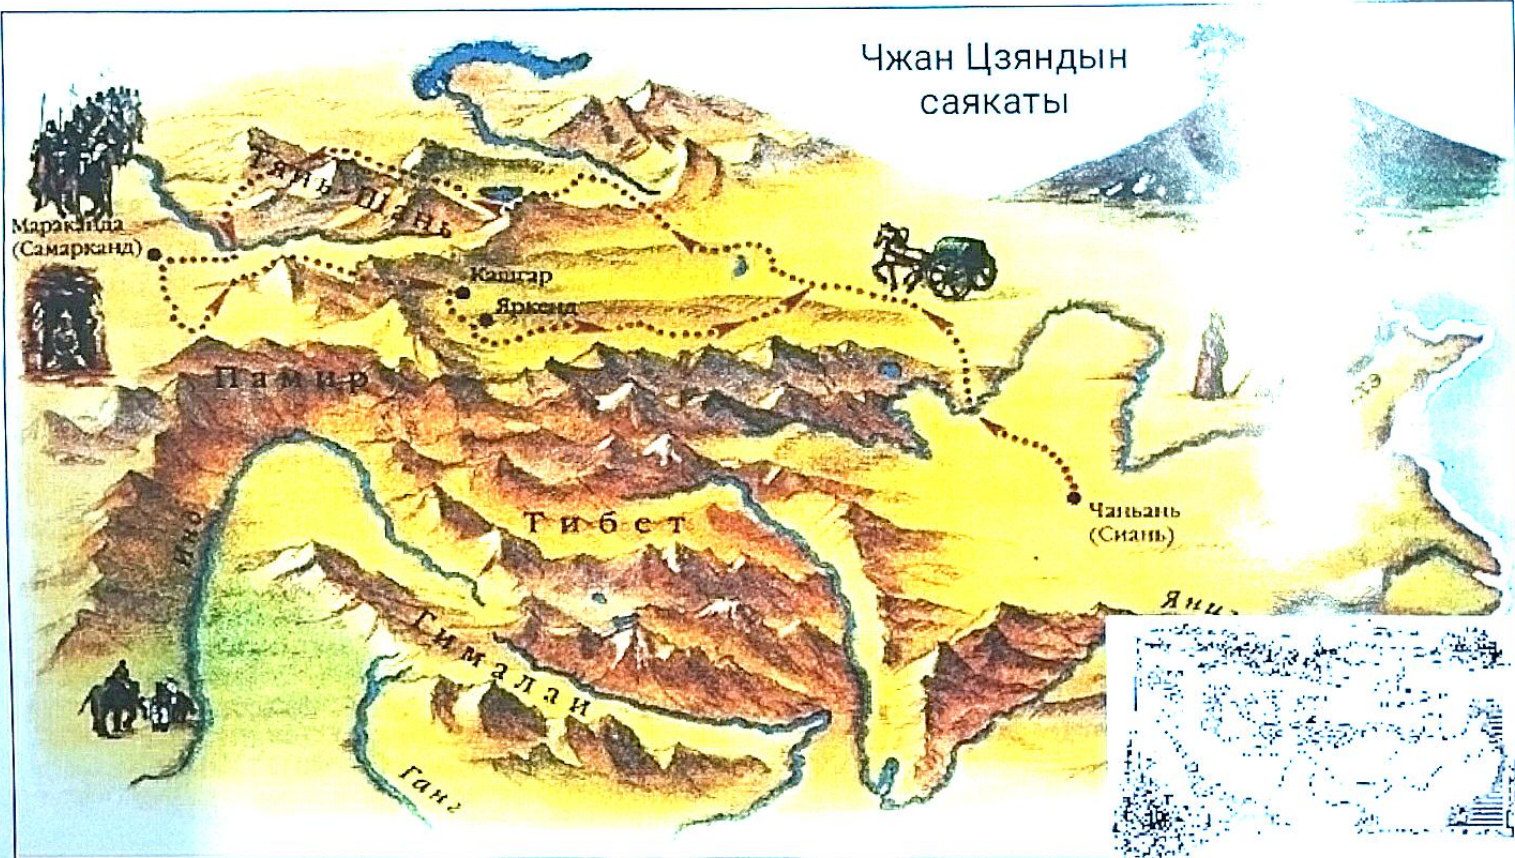 Чжан Цзяндын
саякаты
Тянь-Шань
Мараканда
(Самарканд)
Кашгар
Яркенд
Памир
Тибет
Чаньань
(Сиань)
Инд
Гималаи
Ганг